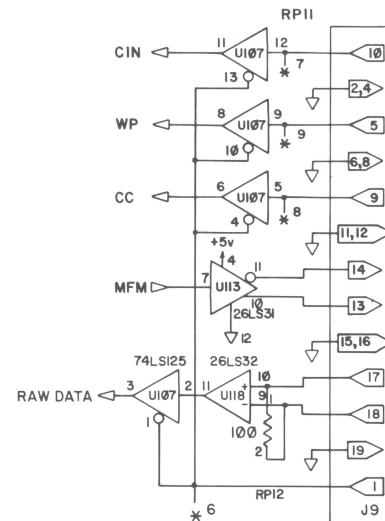 RP11
CIN 11 U107 12 10
13 * 7 2,4
WP 8 U107 9 5
10 * 9 6,8
CC 6 U107 5 9
4 * 8 11,12
+5v
4
MFM 7 U113 11 14
10 13
26LS31
12 15,16
74LS125 26LS32 10 17
RAW DATA 3 U107 2 11 U118 + 1
9 - 18
1 100 2 19
RP12 1
* 6 J9